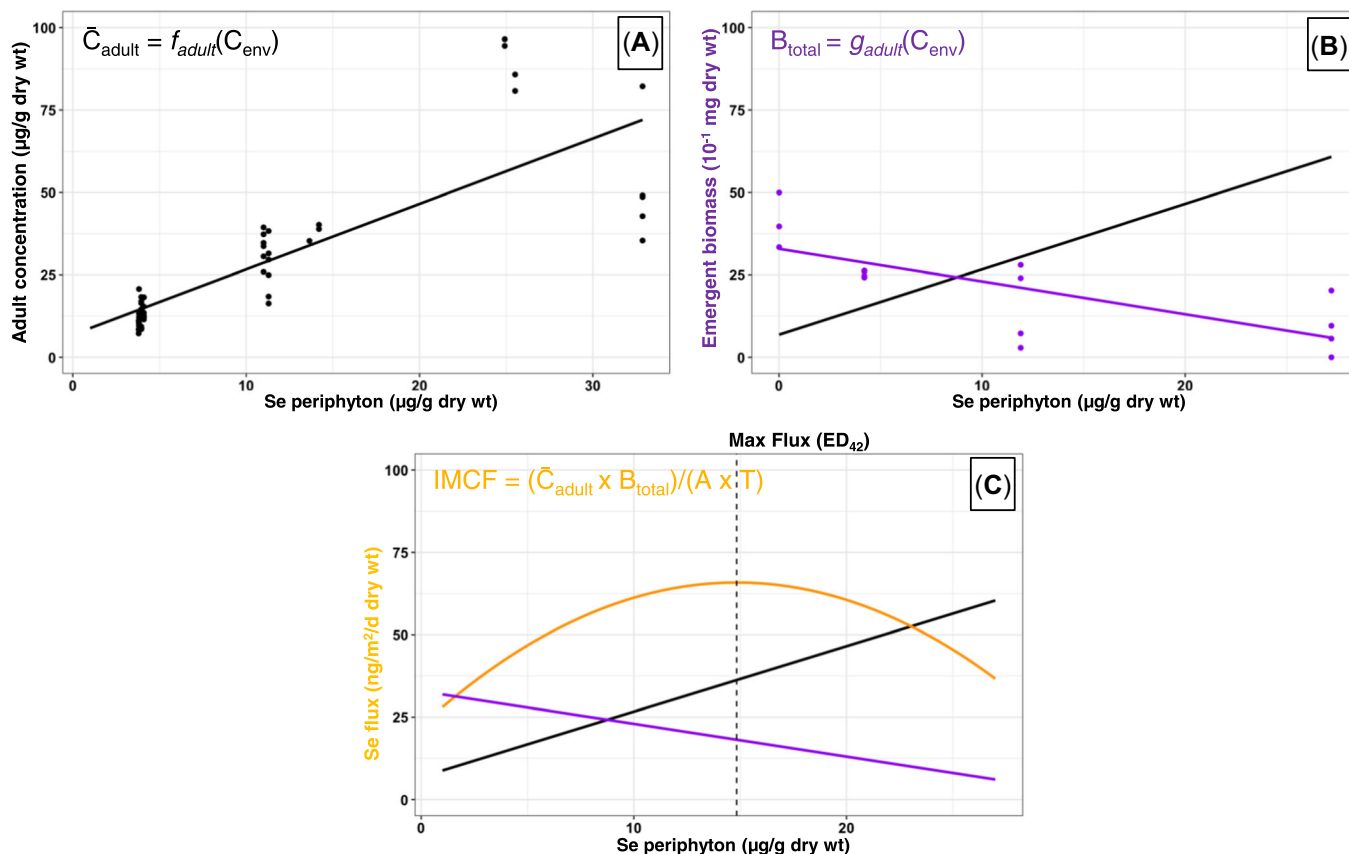 C̄adult = fadult(Cenv)
(A)
Adult concentration (µg/g dry wt)
100
75
50
25
0
0 10 20 30
Se periphyton (µg/g dry wt)
Btotal = gadult(Cenv)
(B)
Emergent biomass (10⁻¹ mg dry wt)
100
75
50
25
0
0 10 20
Se periphyton (µg/g dry wt)
Max Flux (ED₄₂)
IMCF = (C̄adult x Btotal)/(A x T)
(C)
Se flux (ng/m²/d dry wt)
100
75
50
25
0
0 10 20
Se periphyton (µg/g dry wt)